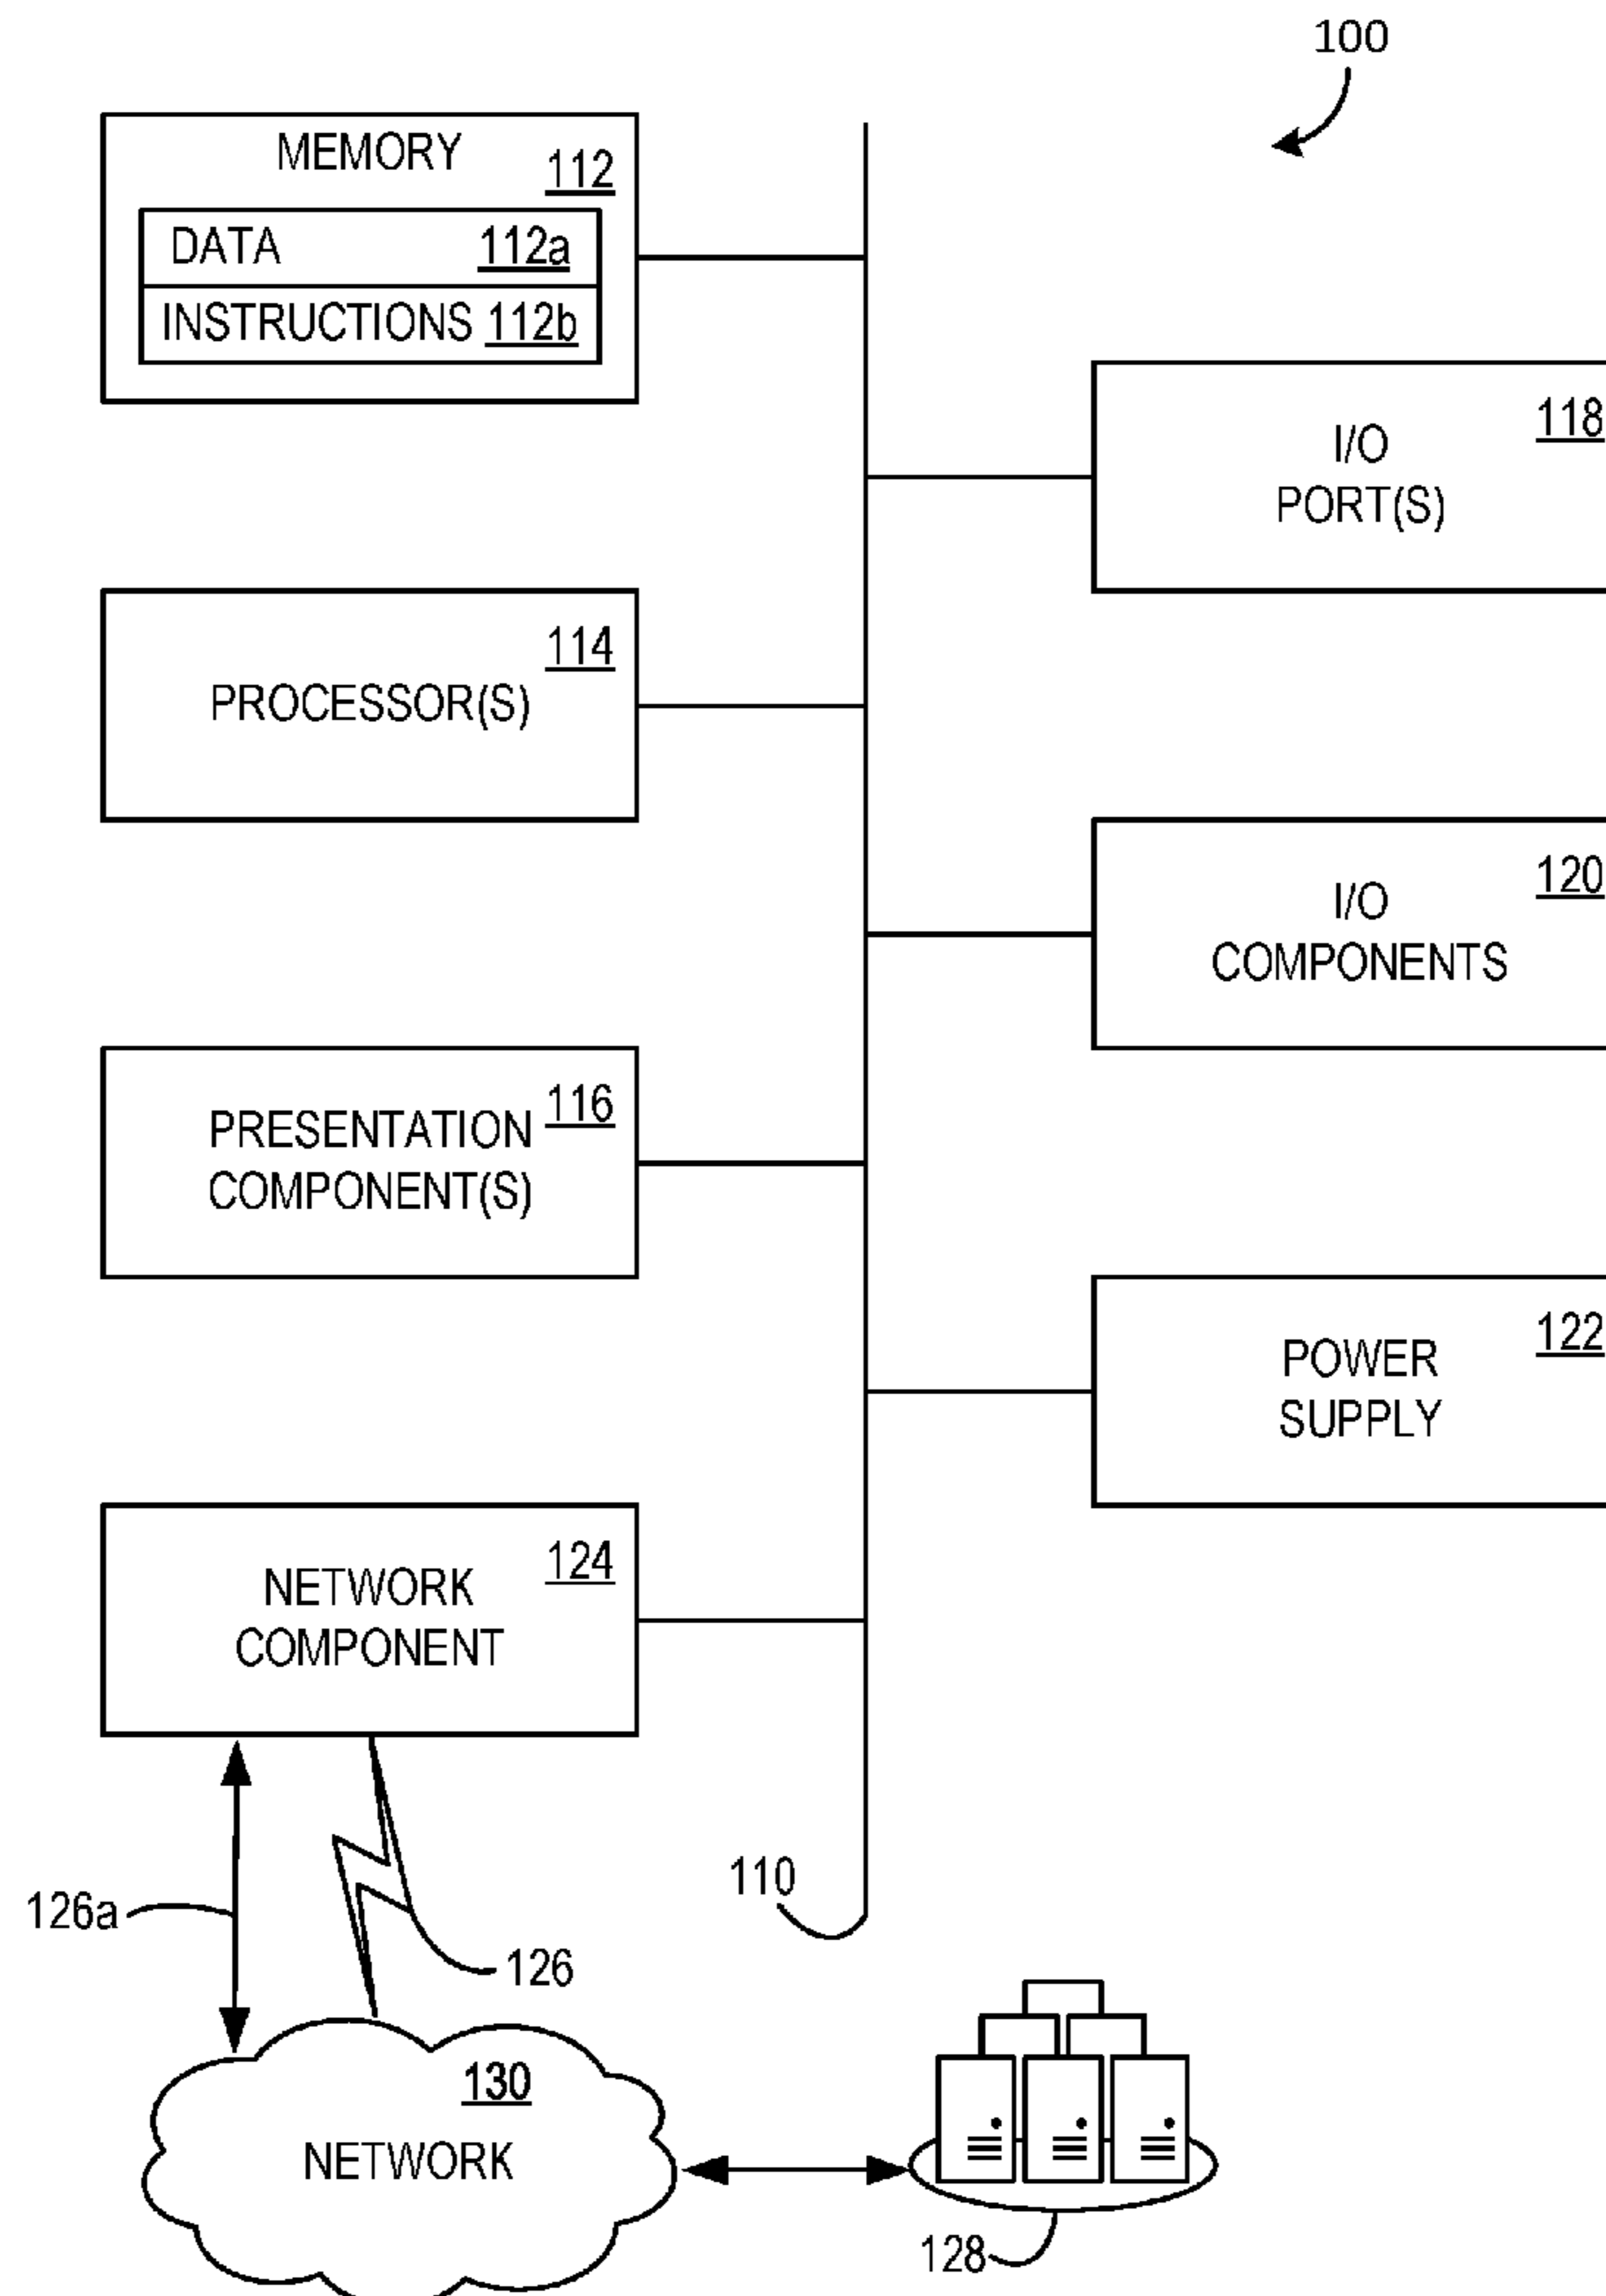 100
MEMORY
112
DATA 112a
INSTRUCTIONS 112b
118
I/O
PORT(S)
114
PROCESSOR(S)
120
I/O
COMPONENTS
116
PRESENTATION
COMPONENT(S)
122
POWER
SUPPLY
124
NETWORK
COMPONENT
110
126a
126
130
NETWORK
128